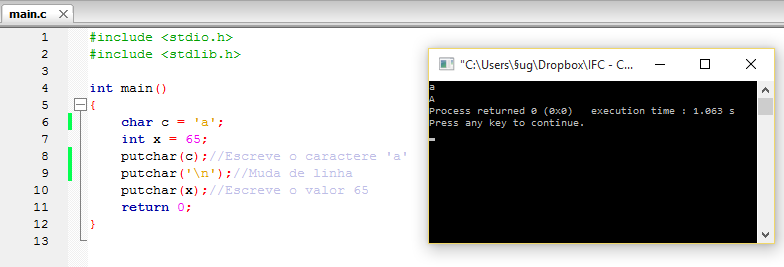 main.c
1 #include <stdio.h>
2 #include <stdlib.h>
3
4 int main()
5 {
6 char c = 'a';
7 int x = 65;
8 putchar(c);//Escreve o caractere 'a'
9 putchar('\n');//Muda de linha
10 putchar(x);//Escreve o valor 65
11 return 0;
12 }
13
"C:\Users\§ug\Dropbox\IFC - C...
a
A
Process returned 0 (0x0)   execution time : 1.063 s
Press any key to continue.